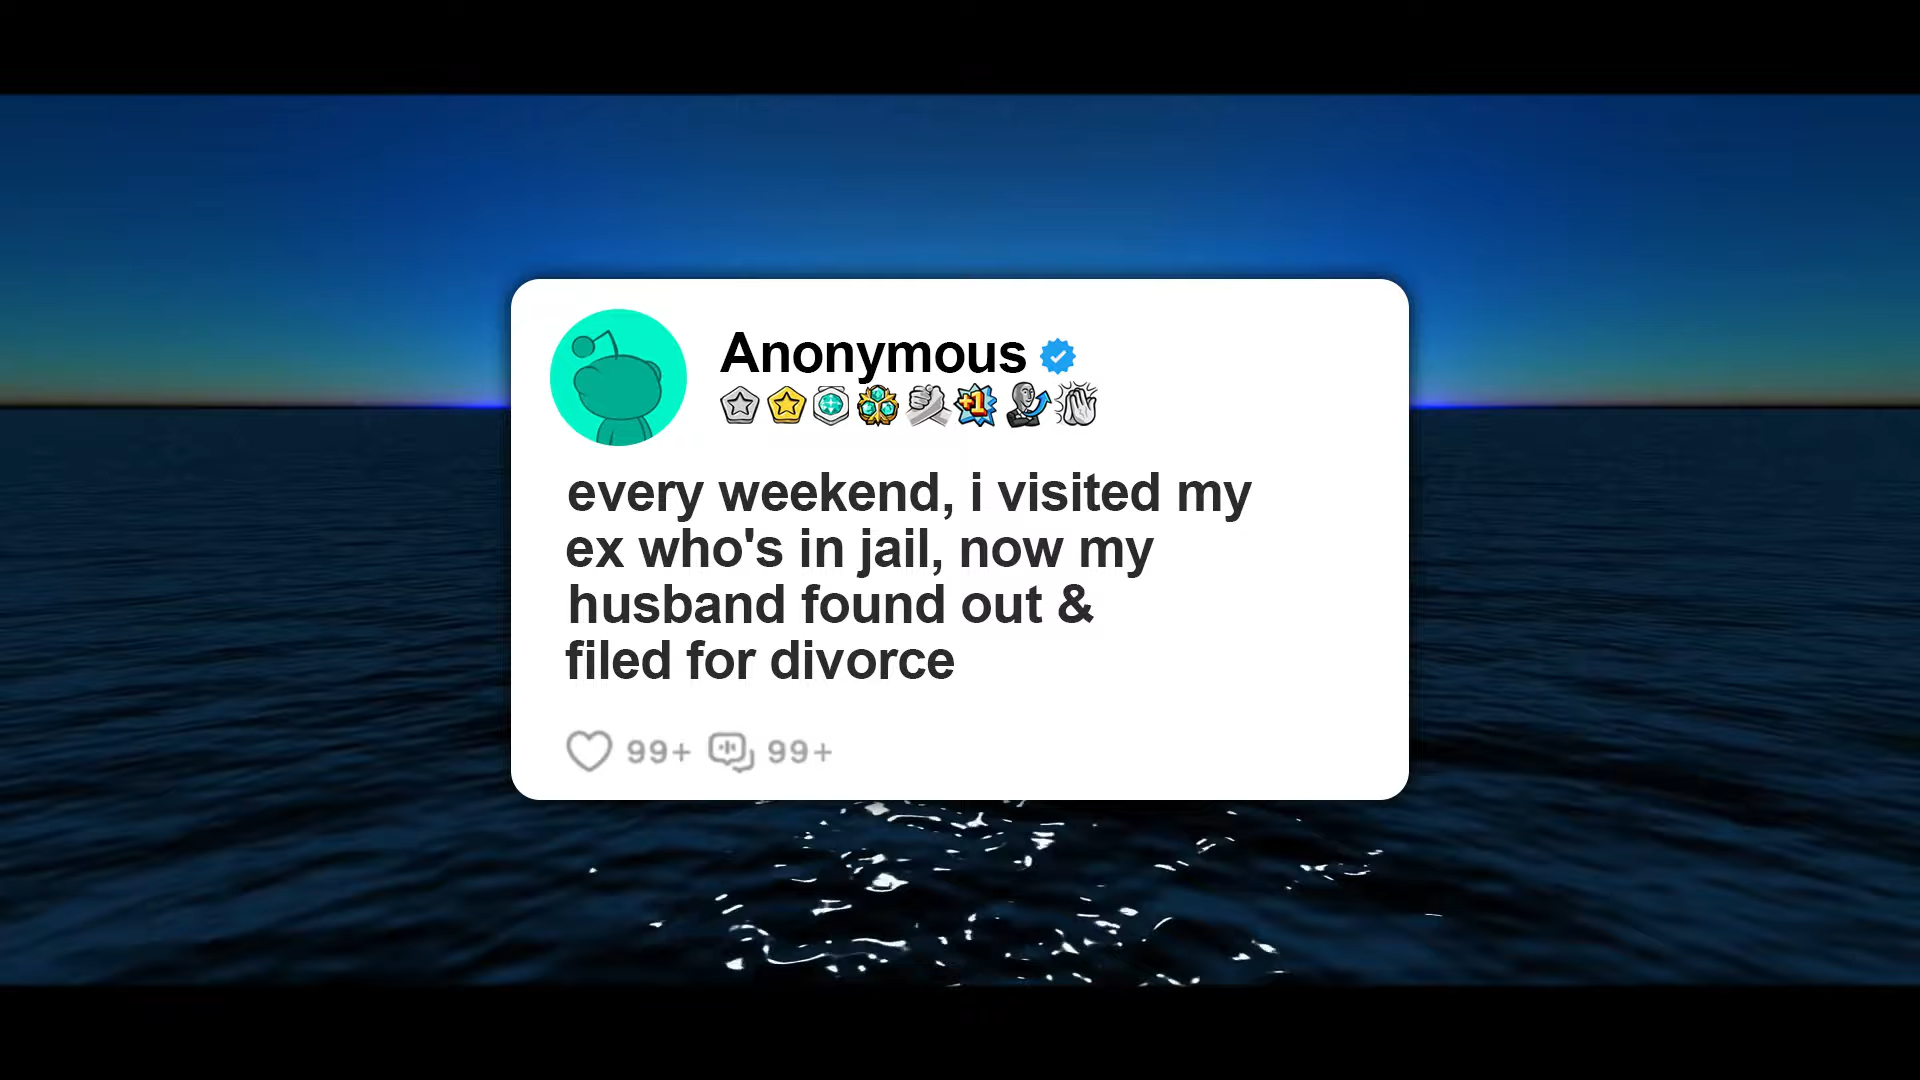 Anonymous
+1
every weekend, i visited my
ex who's in jail, now my
husband found out &
filed for divorce
99+ 99+